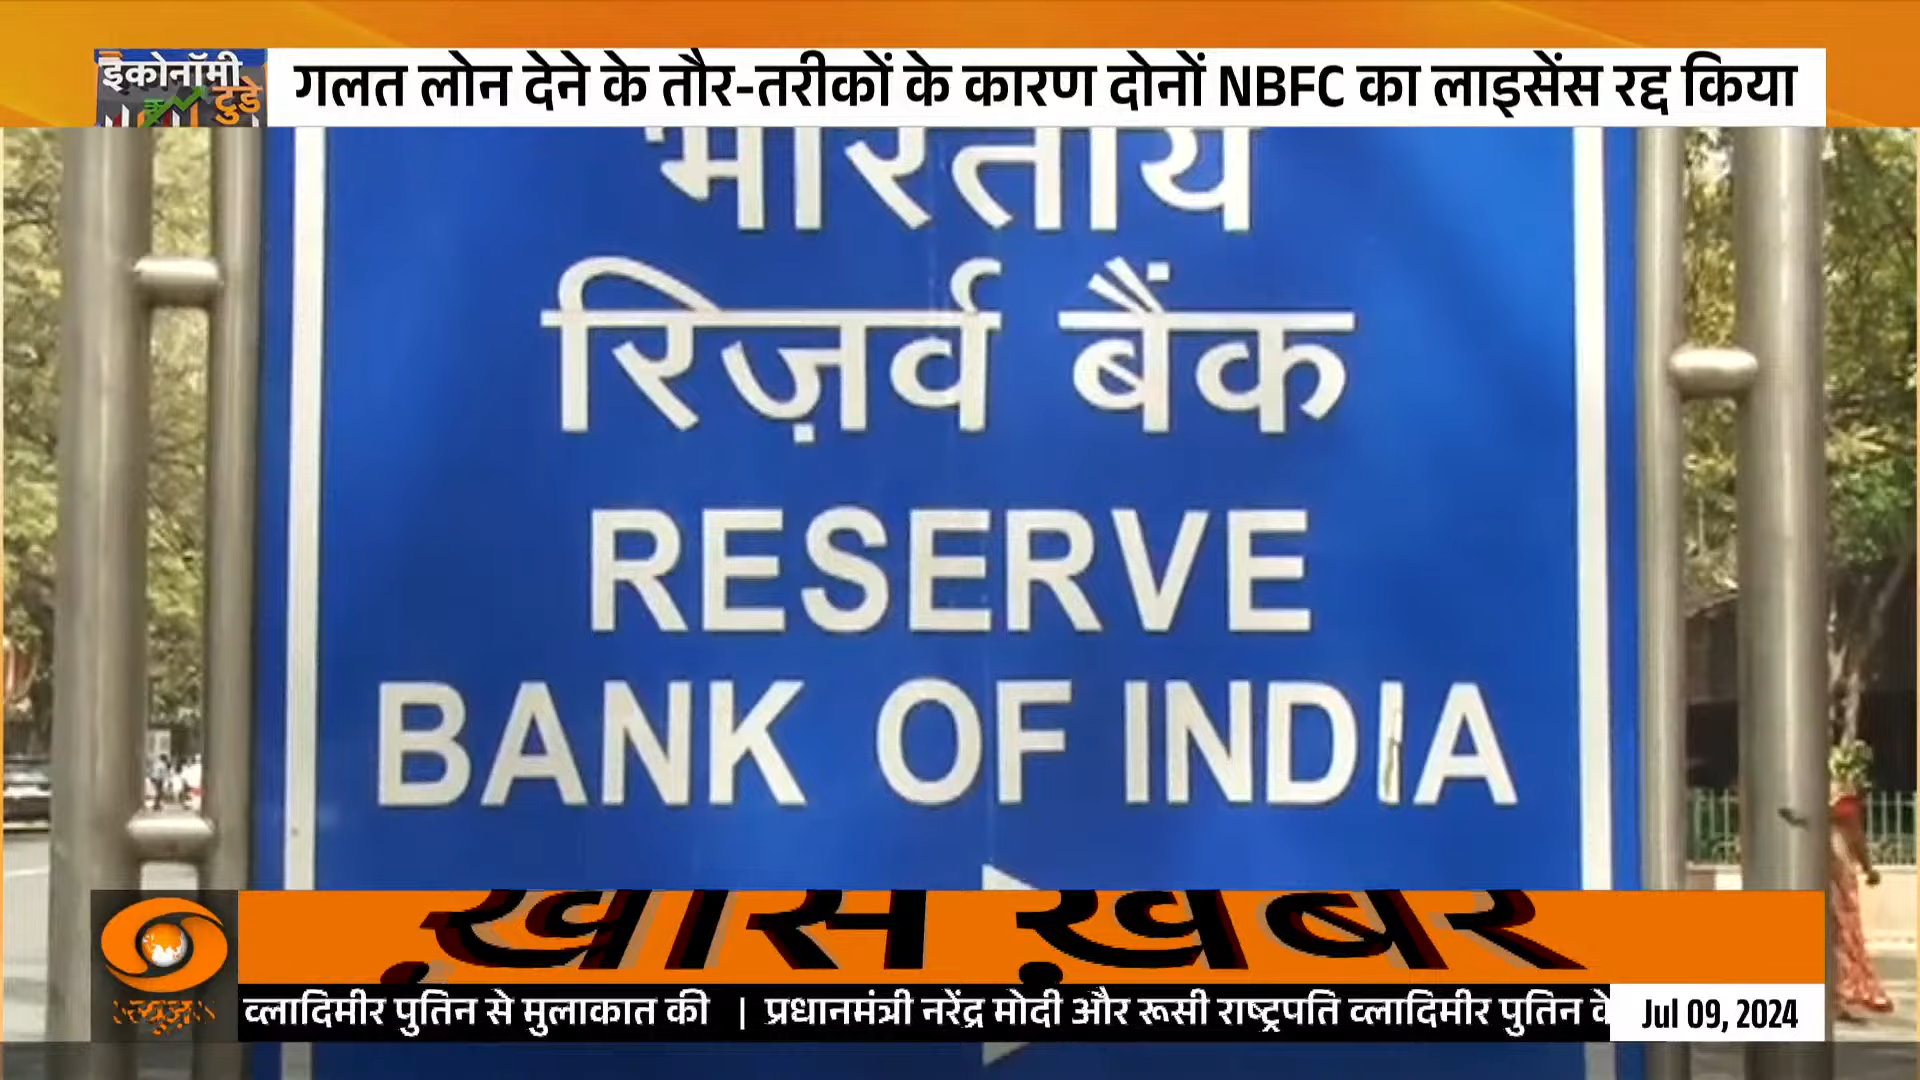 इकोनॉमी
टुडे
गलत लोन देने के तौर-तरीकों के कारण दोनों NBFC का लाइसेंस रद्द किया
भारतीय
रिज़र्व बैंक
RESERVE
BANK OF INDIA
ख़ास ख़बर
न्यूज़
व्लादिमीर पुतिन से मुलाकात की | प्रधानमंत्री नरेंद्र मोदी और रूसी राष्ट्रपति व्लादिमीर पुतिन के
Jul 09, 2024